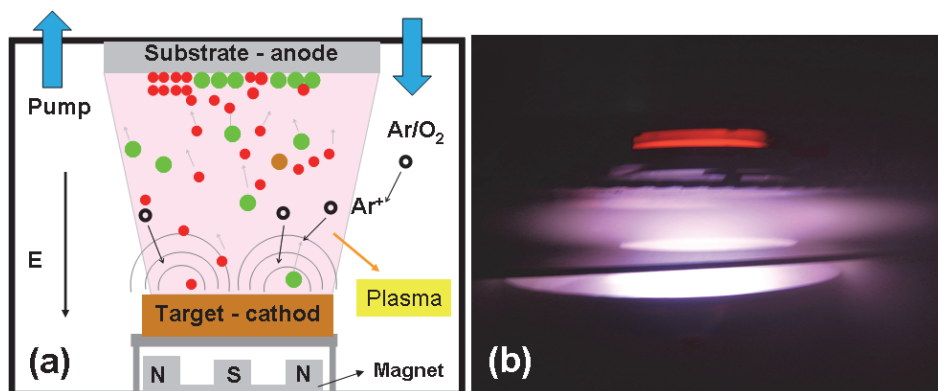 Substrate - anode
Pump
Ar/O₂
Ar⁺
E
Plasma
Target - cathod
(a)
N S N
Magnet
(b)